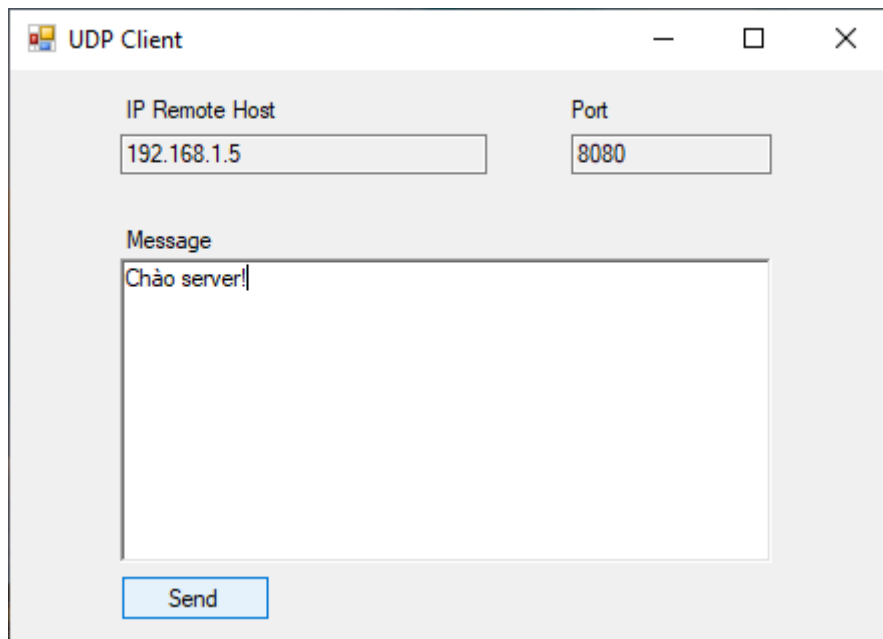 UDP Client
IP Remote Host Port
192.168.1.5 8080
Message
Chào server!
Send